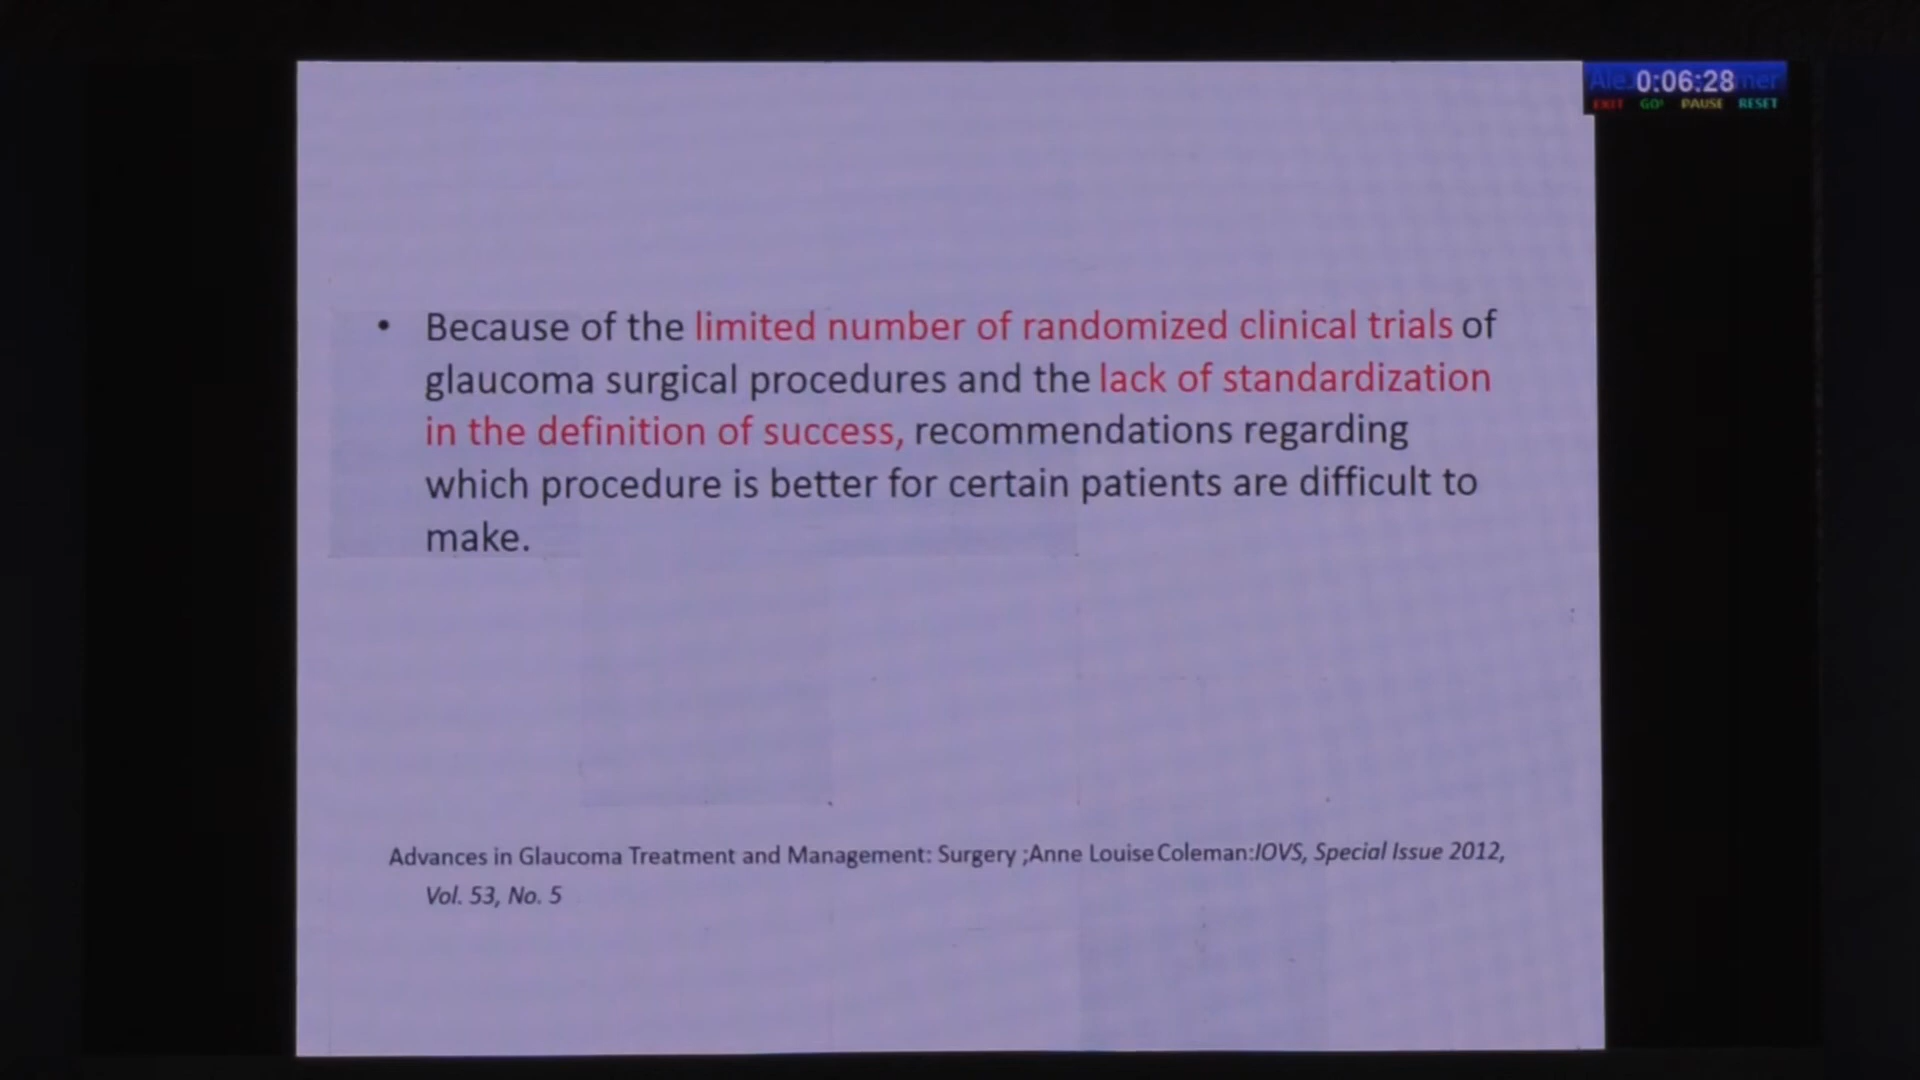 0:06:28
EXIT GO! PAUSE RESET
• Because of the limited number of randomized clinical trials of
glaucoma surgical procedures and the lack of standardization
in the definition of success, recommendations regarding
which procedure is better for certain patients are difficult to
make.
Advances in Glaucoma Treatment and Management: Surgery ;Anne Louise Coleman:IOVS, Special Issue 2012,
Vol. 53, No. 5